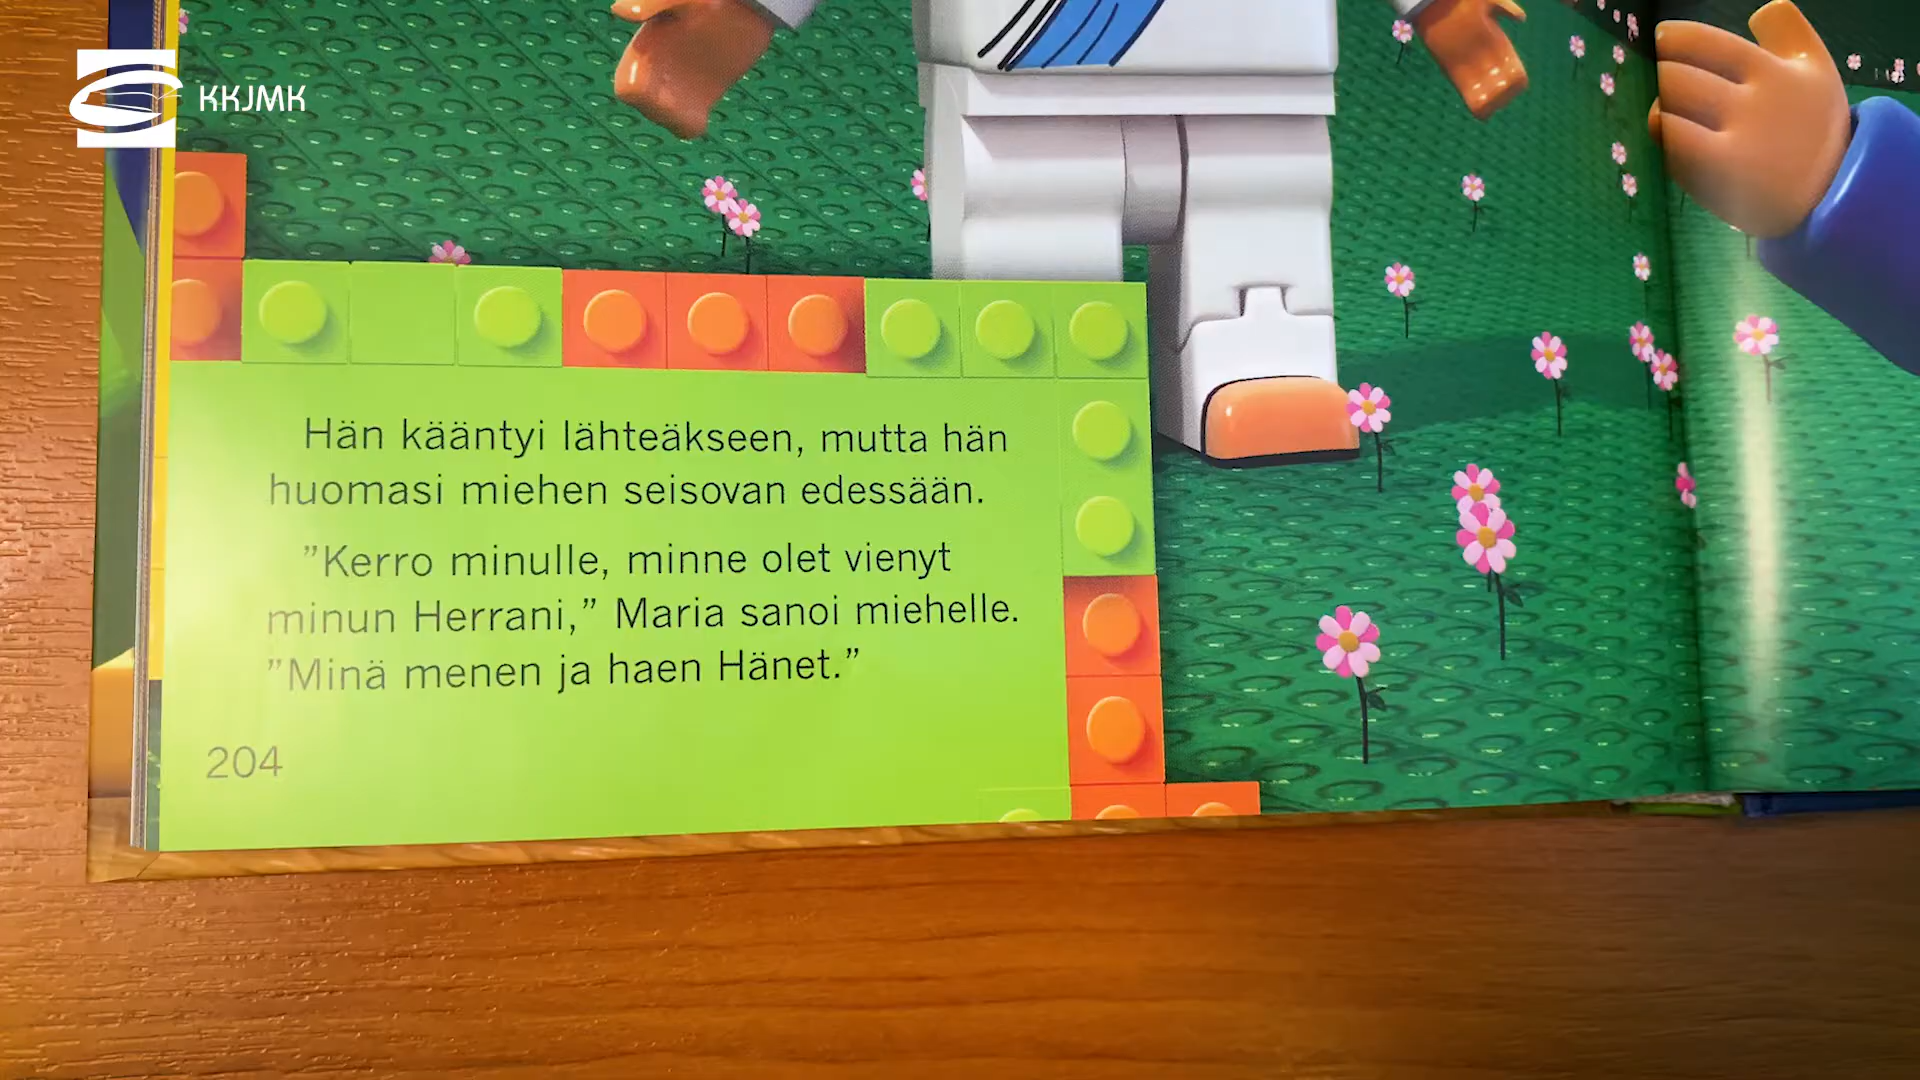 KKJMK
Hän kääntyi lähteäkseen, mutta hän
huomasi miehen seisovan edessään.
”Kerro minulle, minne olet vienyt
minun Herrani,” Maria sanoi miehelle.
”Minä menen ja haen Hänet.”
204